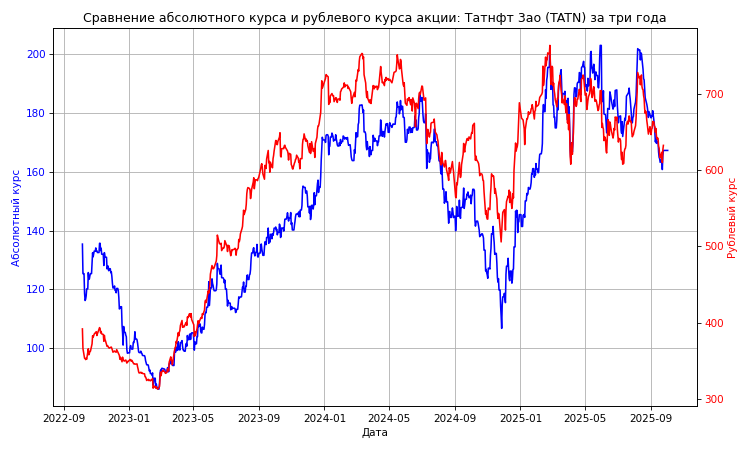 Сравнение абсолютного курса и рублевого курса акции: Татнфт 3ао (TATN) за три года
Абсолютный курс
200
180
160
140
120
100
700
600
500
400
300
Рублевый курс
2022-09 2023-01 2023-05 2023-09 2024-01 2024-05 2024-09 2025-01 2025-05 2025-09
Дата